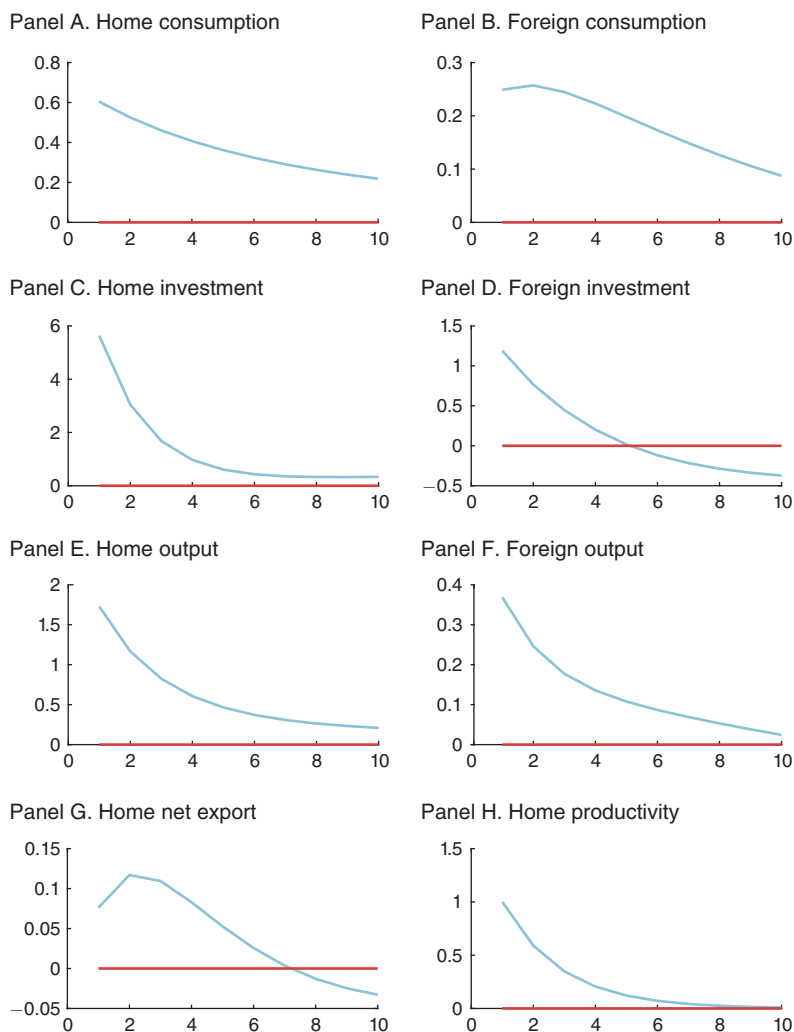 Panel A. Home consumption
0.8
0.6
0.4
0.2
0
0 2 4 6 8 10
Panel B. Foreign consumption
0.3
0.2
0.1
0
0 2 4 6 8 10
Panel C. Home investment
6
4
2
0
0 2 4 6 8 10
Panel D. Foreign investment
1.5
1
0.5
0
−0.5
0 2 4 6 8 10
Panel E. Home output
2
1.5
1
0.5
0
0 2 4 6 8 10
Panel F. Foreign output
0.4
0.3
0.2
0.1
0
0 2 4 6 8 10
Panel G. Home net export
0.15
0.1
0.05
0
−0.05
0 2 4 6 8 10
Panel H. Home productivity
1.5
1
0.5
0
0 2 4 6 8 10